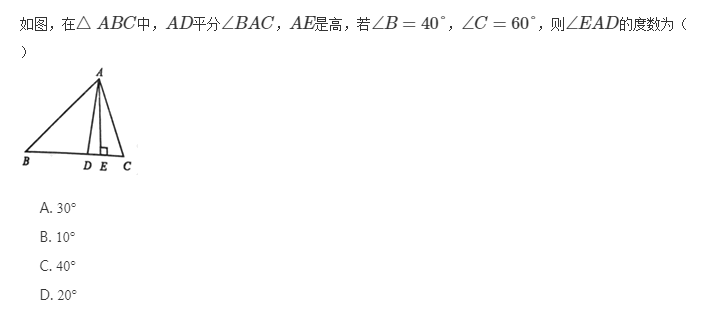 如图，在△ ABC中，AD平分∠BAC，AE是高，若∠B = 40°，∠C = 60°，则∠EAD的度数为（
）
A
B
D E C
A. 30°
B. 10°
C. 40°
D. 20°